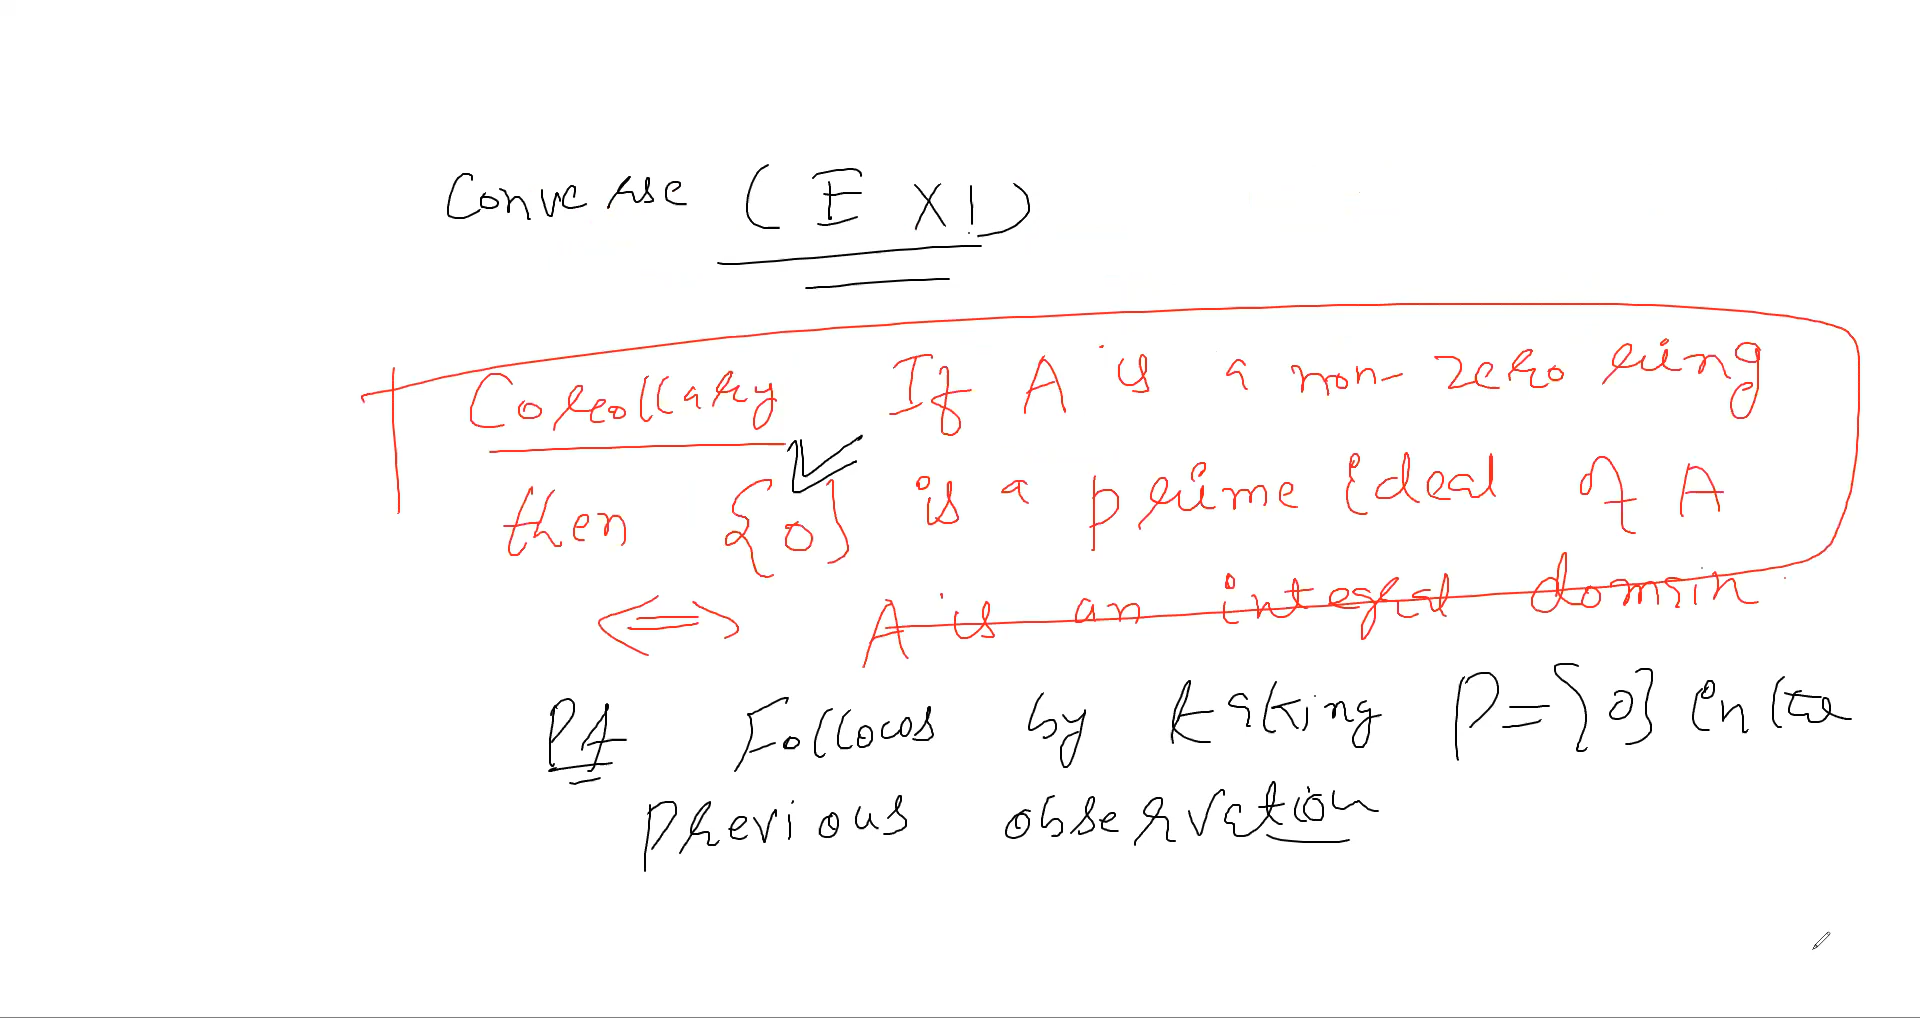 Converse (EX!)
Corollary If A is a non-zero ring
then {0} is a prime ideal of A
⟺ A is an integral domain
Pf Follows by taking P={0} in the
previous observation